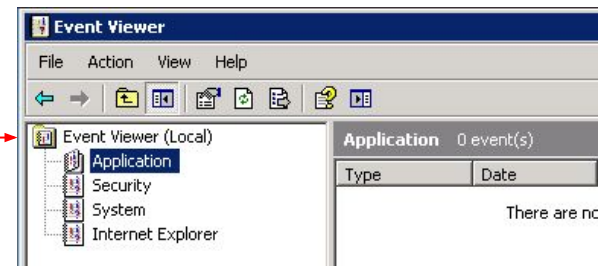 Event Viewer
File Action View Help
Event Viewer (Local)
Application
Security
System
Internet Explorer
Application 0 event(s)
Type Date
There are no